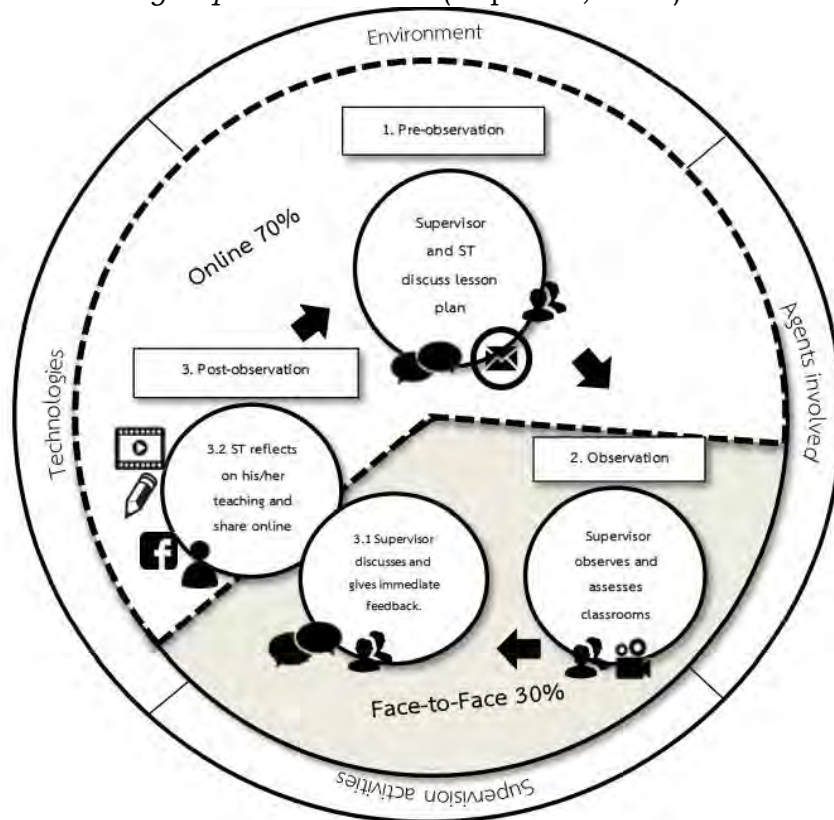 Environment
1. Pre-observation
Online 70%
Supervisor
and ST
discuss lesson
plan
Agents involved
Technologies
3. Post-observation
3.2 ST reflects
on his/her
teaching and
share online
2. Observation
3.1 Supervisor
discusses and
gives immediate
feedback.
Supervisor
observes and
assesses
classrooms
Face-to-Face 30%
Supervision activities